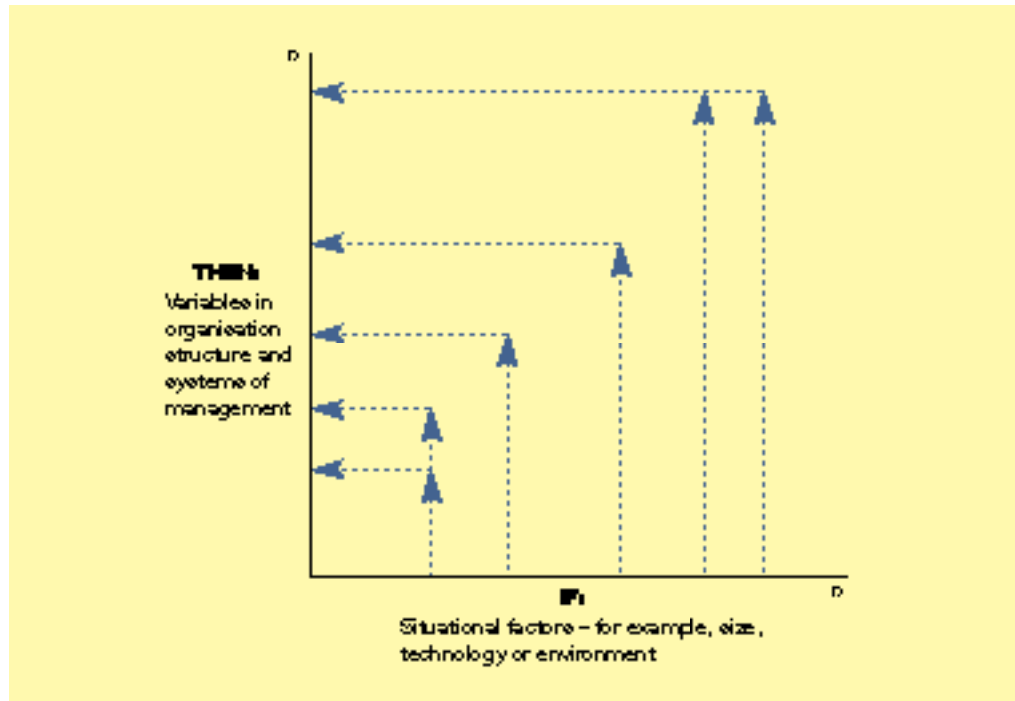 n
THEN:
Variables in
organisation
structure and
systems of
management
IF:
n
Situational factors – for example, size,
technology or environment